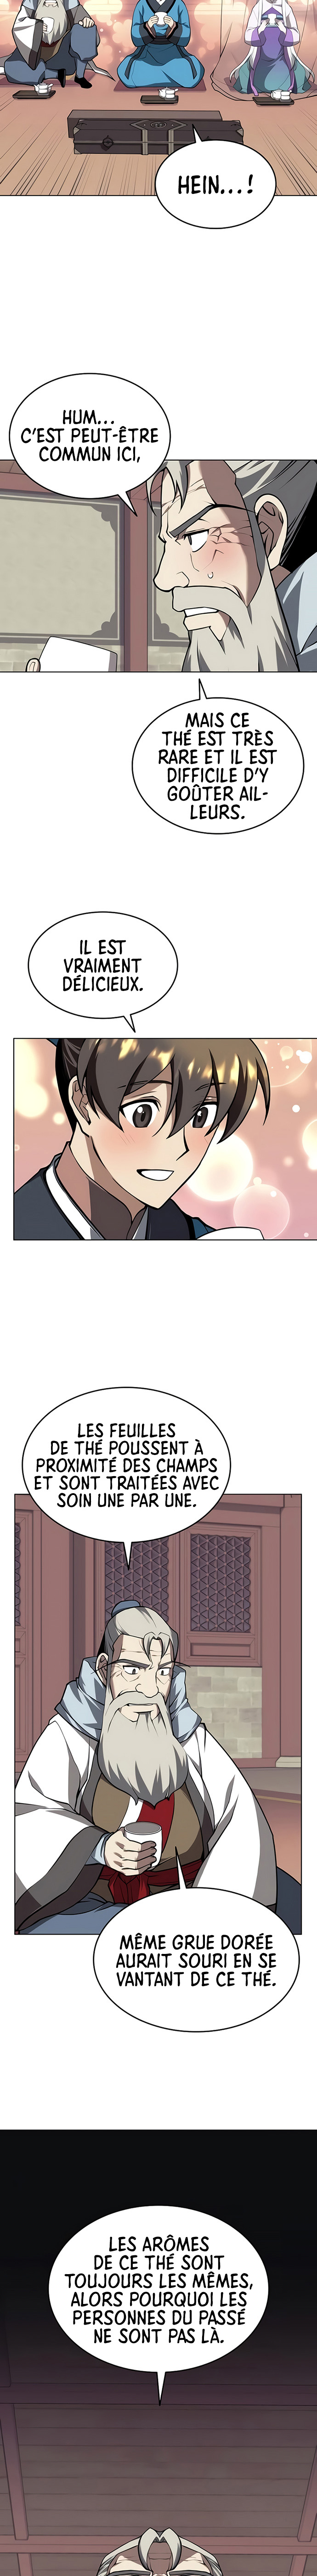 HEIN...!
HUM...
C'EST PEUT-ÊTRE
COMMUN ICI,
MAIS CE
THÉ EST TRÈS
RARE ET IL EST
DIFFICILE D'Y
GOÛTER AIL-
LEURS.
IL EST
VRAIMENT
DÉLICIEUX.
LES FEUILLES
DE THÉ POUSSENT À
PROXIMITÉ DES CHAMPS
ET SONT TRAITÉES AVEC
SOIN UNE PAR UNE.
MÊME GRUE DORÉE
AURAIT SOURI EN SE
VANTANT DE CE THÉ.
LES ARÔMES
DE CE THÉ SONT
TOUJOURS LES MÊMES,
ALORS POURQUOI LES
PERSONNES DU PASSÉ
NE SONT PAS LÀ.